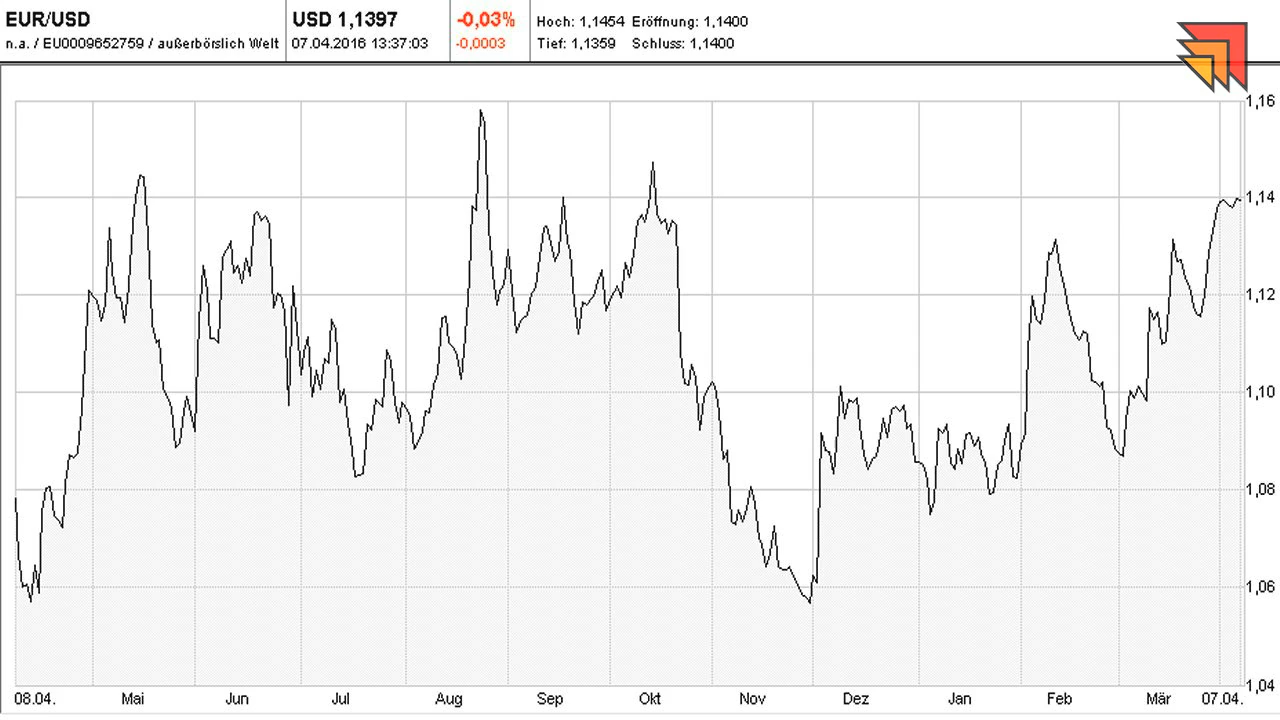 EUR/USD USD 1,1397 -0,03% Hoch: 1,1454 Eröffnung: 1,1400
n.a. / EU0009652759 / außerbörslich Welt 07.04.2016 13:37:03 -0,0003 Tief: 1,1359 Schluss: 1,1400
1,16
1,14
1,12
1,10
1,08
1,06
1,04
08.04. Mai Jun Jul Aug Sep Okt Nov Dez Jan Feb Mär 07.04.